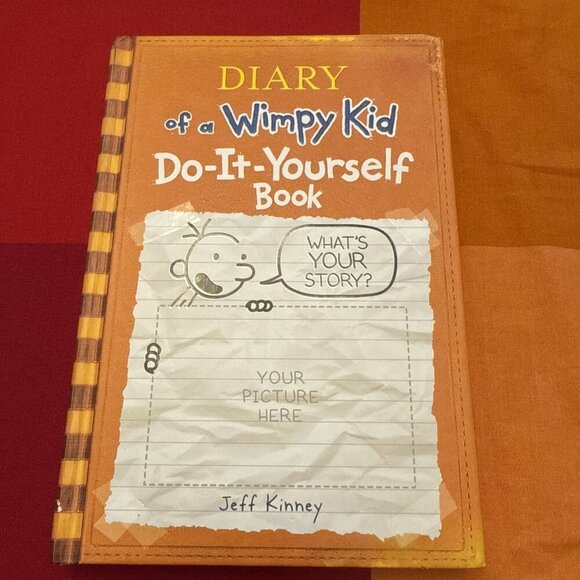 DIARY
of a Wimpy Kid
Do-It-Yourself
Book
WHAT'S
YOUR
STORY?
YOUR
PICTURE
HERE
Jeff Kinney